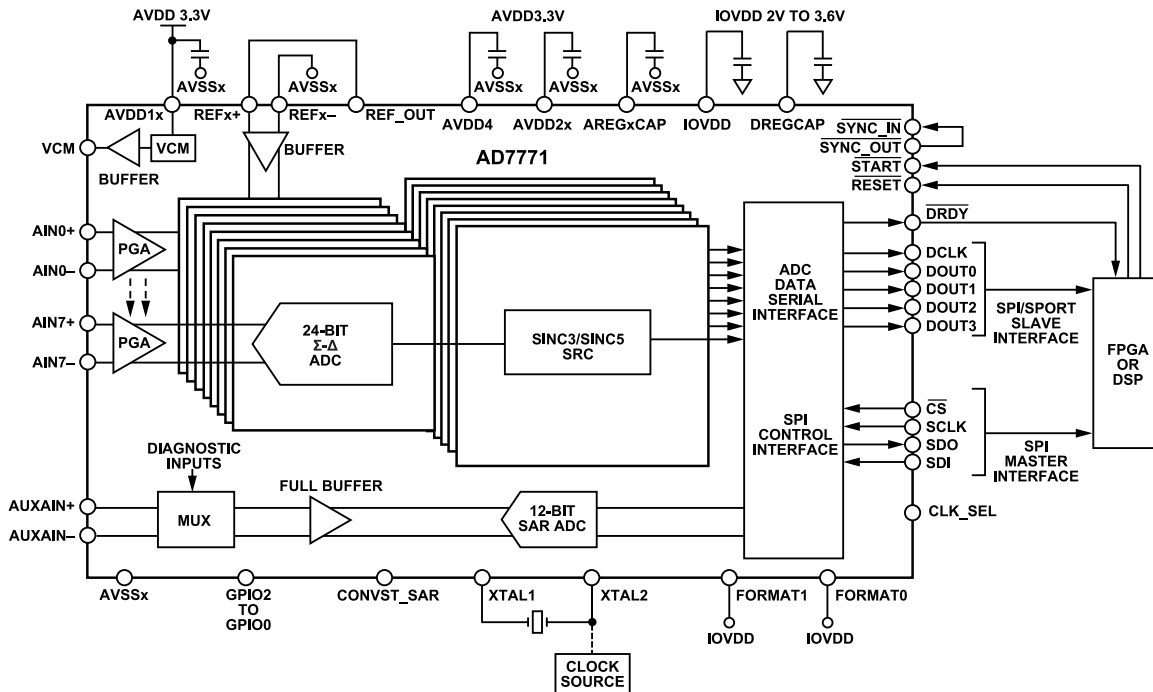 AVDD 3.3V
AVDD3.3V
IOVDD 2V TO 3.6V
AVSSx
AVSSx
AVSSx
AVSSx
AVSSx
AVDD1x
REFx+
REFx–
REF_OUT
AVDD4
AVDD2x
AREGxCAP
IOVDD
DREGCAP
VCM
VCM
BUFFER
BUFFER
AD7771
SYNC_IN
SYNC_OUT
START
RESET
DRDY
AIN0+
AIN0–
PGA
AIN7+
AIN7–
PGA
24-BIT
Σ-Δ
ADC
SINC3/SINC5
SRC
ADC
DATA
SERIAL
INTERFACE
DCLK
DOUT0
DOUT1
DOUT2
DOUT3
SPI/SPORT
SLAVE
INTERFACE
FPGA
OR
DSP
SPI
CONTROL
INTERFACE
CS
SCLK
SDO
SDI
SPI
MASTER
INTERFACE
DIAGNOSTIC
INPUTS
AUXAIN+
AUXAIN–
MUX
FULL BUFFER
12-BIT
SAR ADC
CLK_SEL
AVSSx
GPIO2
TO
GPIO0
CONVST_SAR
XTAL1
XTAL2
FORMAT1
FORMAT0
IOVDD
IOVDD
CLOCK
SOURCE